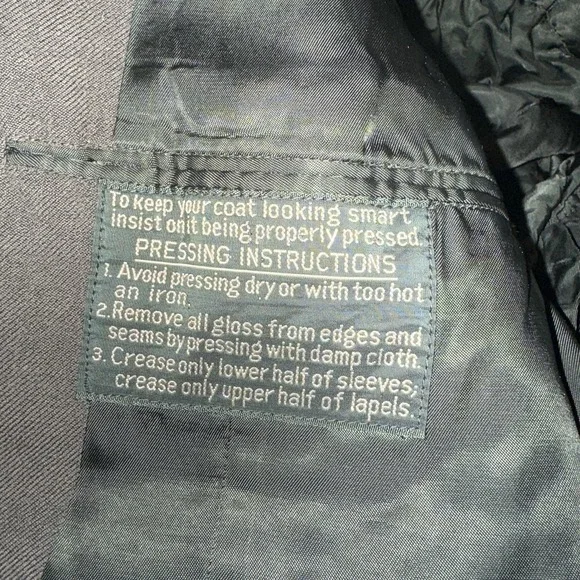 To keep your coat looking smart
insist on it being properly pressed.
PRESSING INSTRUCTIONS
1. Avoid pressing dry or with too hot
an iron.
2. Remove all gloss from edges and
seams by pressing with damp cloth.
3. Crease only lower half of sleeves;
crease only upper half of lapels.